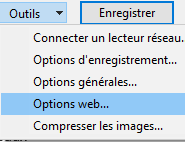 Outils Enregistrer
Connecter un lecteur réseau...
Options d'enregistrement...
Options générales...
Options web...
Compresser les images...